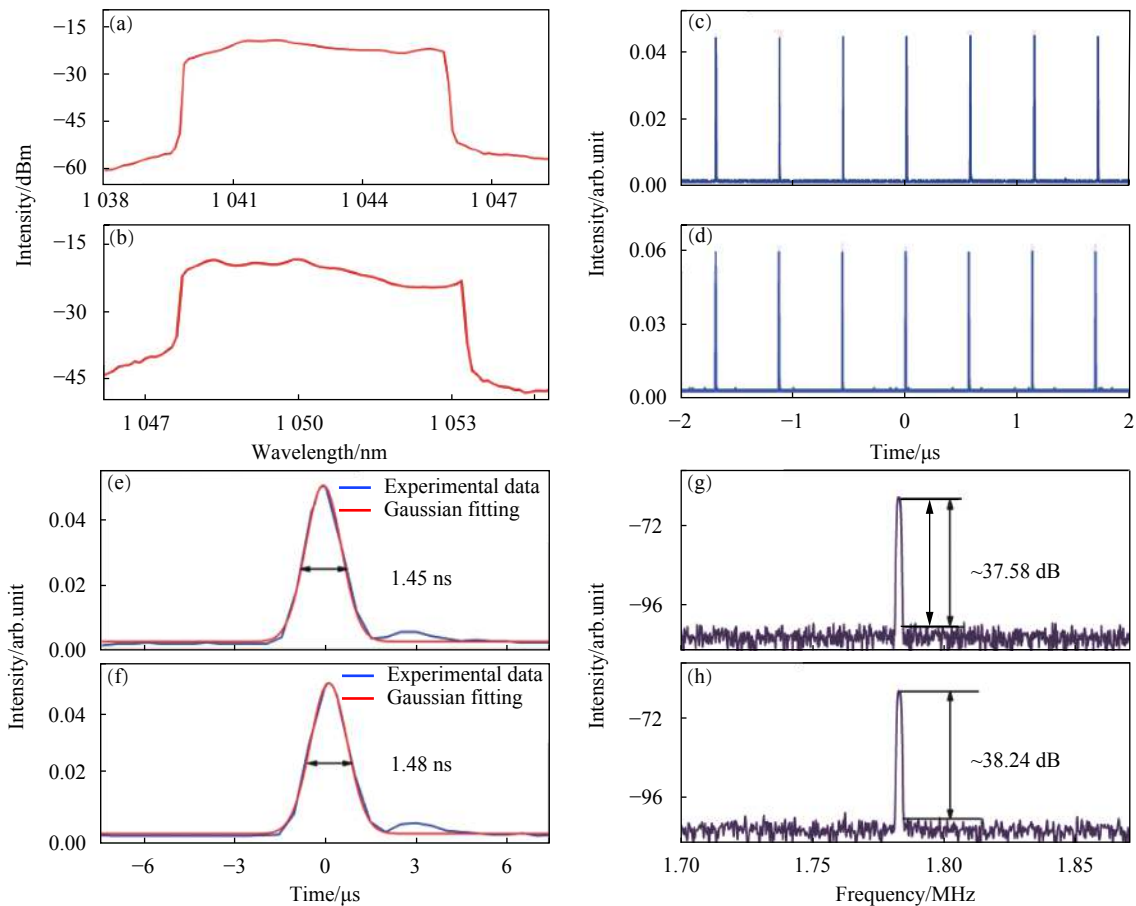 (a)
−15
−30
−45
−60
1 038
1 041
1 044
1 047
Intensity/dBm
(b)
−15
−30
−45
1 047
1 050
1 053
Wavelength/nm
(c)
0.04
0.02
0.00
Intensity/arb.unit
(d)
0.06
0.03
0.00
−2
−1
0
1
2
Time/μs
(e)
Experimental data
Gaussian fitting
1.45 ns
0.04
0.02
0.00
Intensity/arb.unit
(f)
Experimental data
Gaussian fitting
1.48 ns
0.04
0.02
0.00
−6
−3
0
3
6
Time/μs
(g)
−72
−96
~37.58 dB
Intensity/arb.unit
(h)
−72
−96
~38.24 dB
1.70
1.75
1.80
1.85
Frequency/MHz